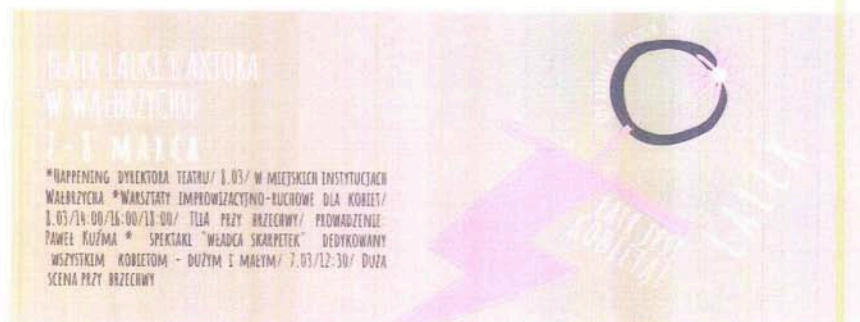 TEATR LALKI I AKTORA
W WAŁBRZYCHU
7-8 MARCA
*HAPPENING DYREKTORA TEATRU/ 8.03/ W MIEJSKICH INSTYTUCJACH
WAŁBRZYCHA *WARSZTATY IMPROWIZACYJNO-RUCHOWE DLA KOBIET/
8.03/14:00/16:00/18:00/ TLIA PRZY BRZECHWY/ PROWADZENIE:
PAWEŁ KUŹMA * SPEKTAKL "WŁADCA SKARPETEK" DEDYKOWANY
WSZYSTKIM KOBIETOM - DUŻYM I MAŁYM/ 7.03/12:30/ DUŻA
SCENA PRZY BRZECHWY
KOBIETA!